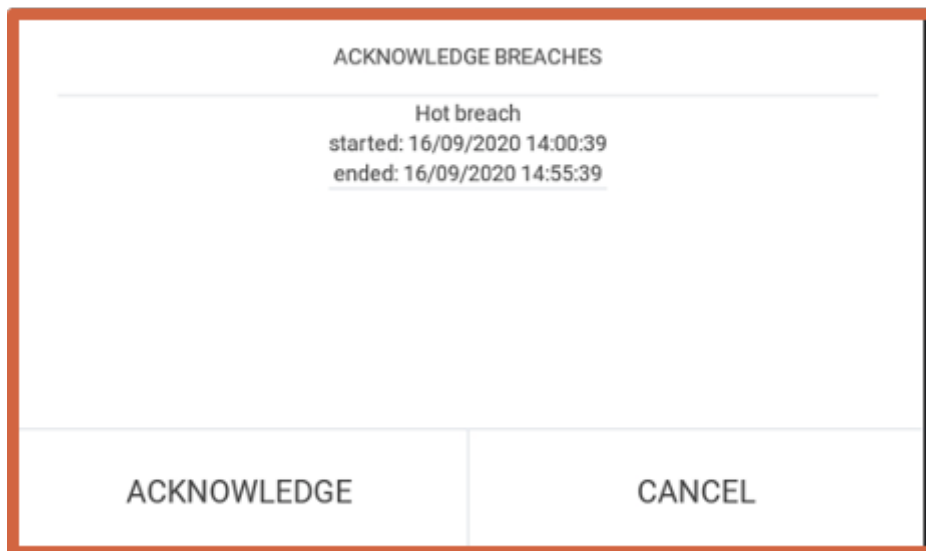 ACKNOWLEDGE BREACHES
Hot breach
started: 16/09/2020 14:00:39
ended: 16/09/2020 14:55:39
ACKNOWLEDGE
CANCEL